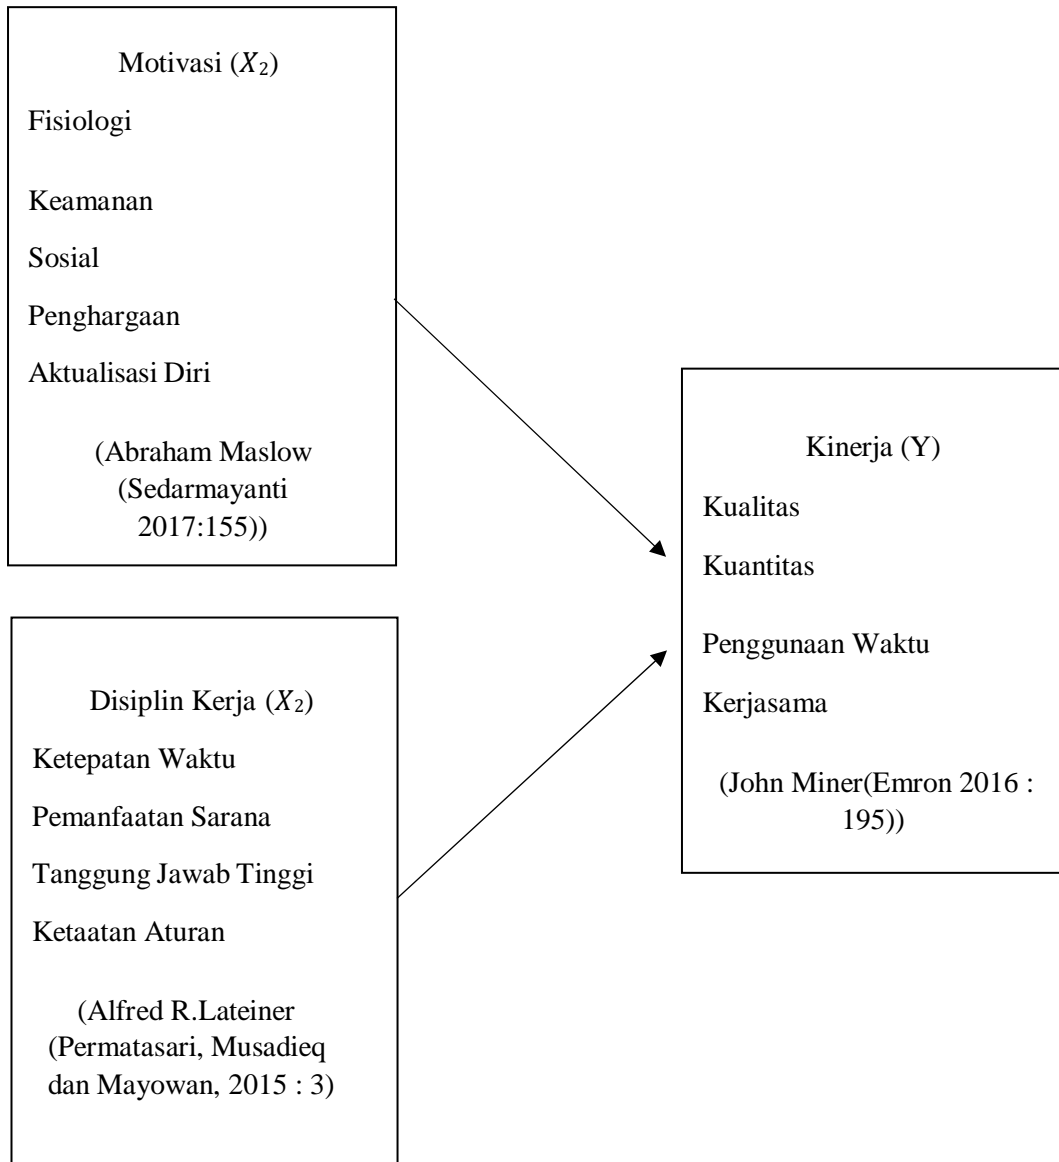 Motivasi (X₂)
Fisiologi
Keamanan
Sosial
Penghargaan
Aktualisasi Diri
(Abraham Maslow
(Sedarmayanti
2017:155))
Disiplin Kerja (X₂)
Ketepatan Waktu
Pemanfaatan Sarana
Tanggung Jawab Tinggi
Ketaatan Aturan
(Alfred R.Lateiner
(Permatasari, Musadieq
dan Mayowan, 2015 : 3)
Kinerja (Y)
Kualitas
Kuantitas
Penggunaan Waktu
Kerjasama
(John Miner(Emron 2016 :
195))